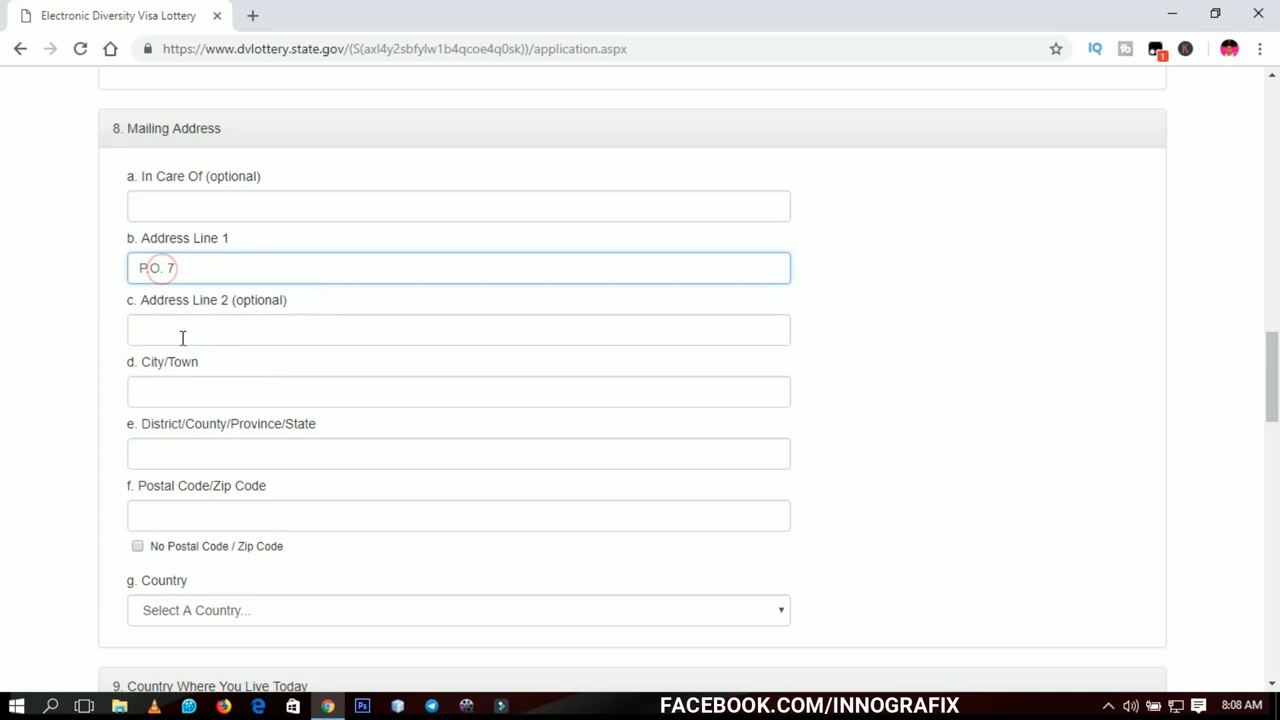 Electronic Diversity Visa Lottery
https://www.dvlottery.state.gov/(S(axl4y2sbfylw1b4qcoe4q0sk))/application.aspx
IQ
1
K
8. Mailing Address
a. In Care Of (optional)
b. Address Line 1
P.O. 7
c. Address Line 2 (optional)
d. City/Town
e. District/County/Province/State
f. Postal Code/Zip Code
No Postal Code / Zip Code
g. Country
Select A Country...
9. Country Where You Live Today
Ps
FACEBOOK.COM/INNOGRAFIX
8:08 AM